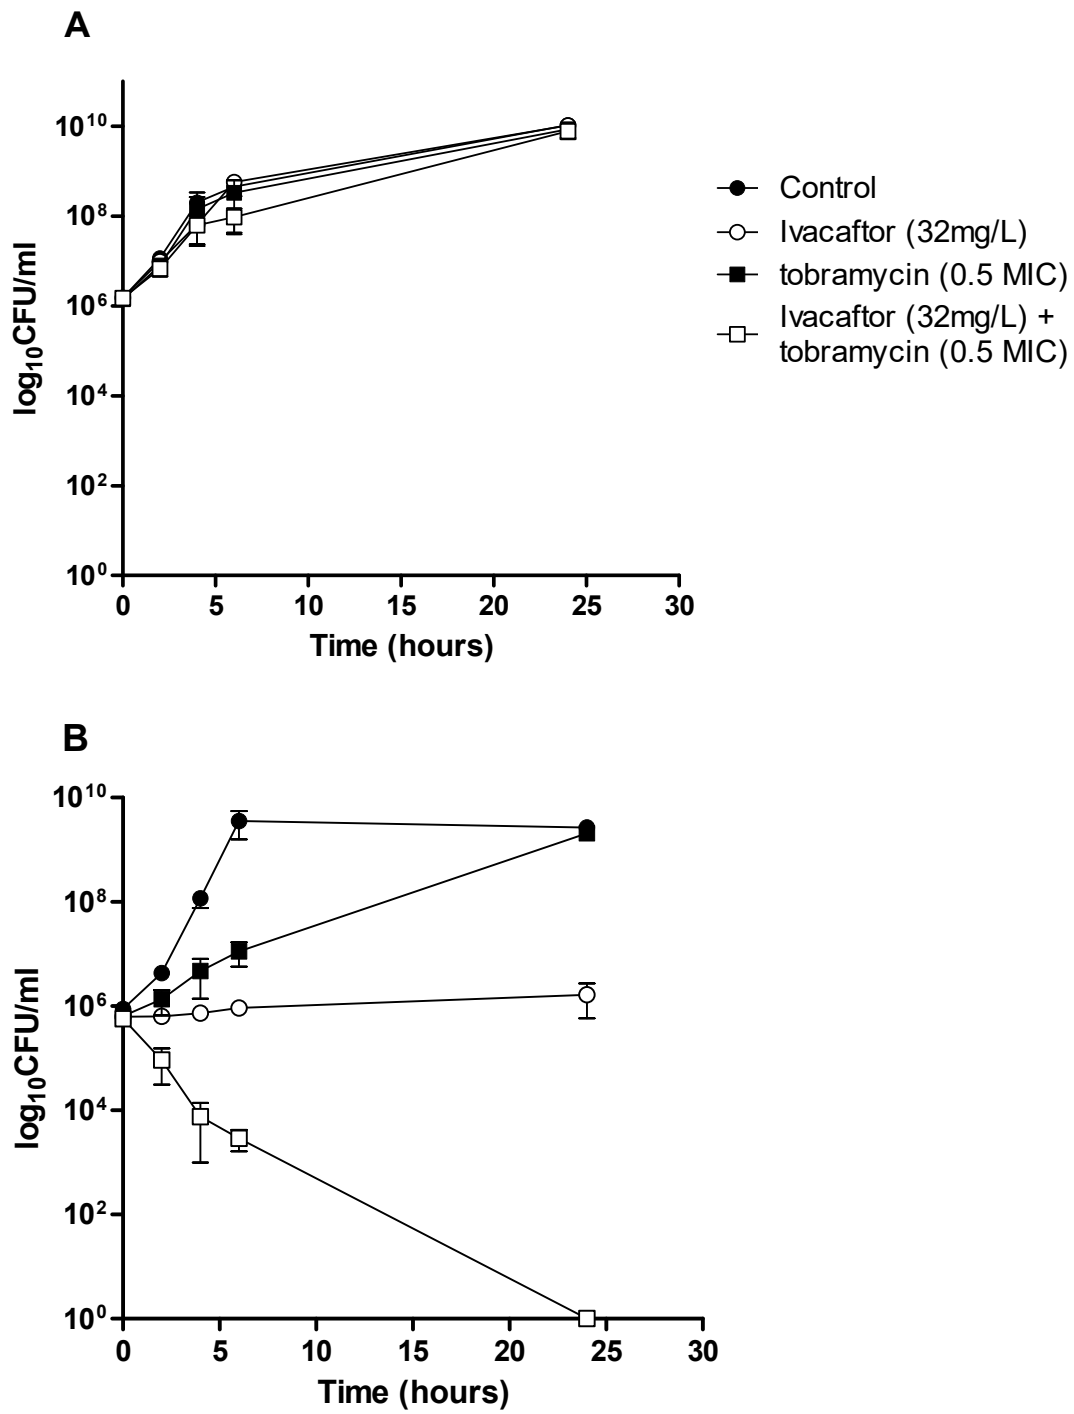 A
10¹⁰
10⁸
10⁶
10⁴
10²
10⁰
log₁₀CFU/ml
0 5 10 15 20 25 30
Time (hours)
Control
Ivacaftor (32mg/L)
tobramycin (0.5 MIC)
Ivacaftor (32mg/L) +
tobramycin (0.5 MIC)
B
10¹⁰
10⁸
10⁶
10⁴
10²
10⁰
log₁₀CFU/ml
0 5 10 15 20 25 30
Time (hours)